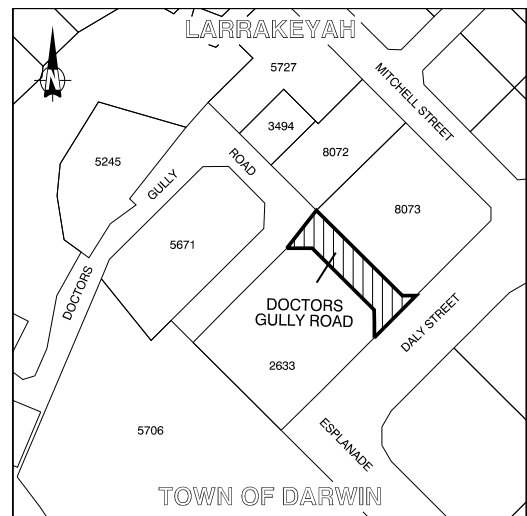 LARRAKEYAH
N
5727
MITCHELL STREET
3494
ROAD
8072
5245
GULLY
8073
5671
DOCTORS
DOCTORS
GULLY ROAD
DALY STREET
2633
5706
ESPLANADE
TOWN OF DARWIN